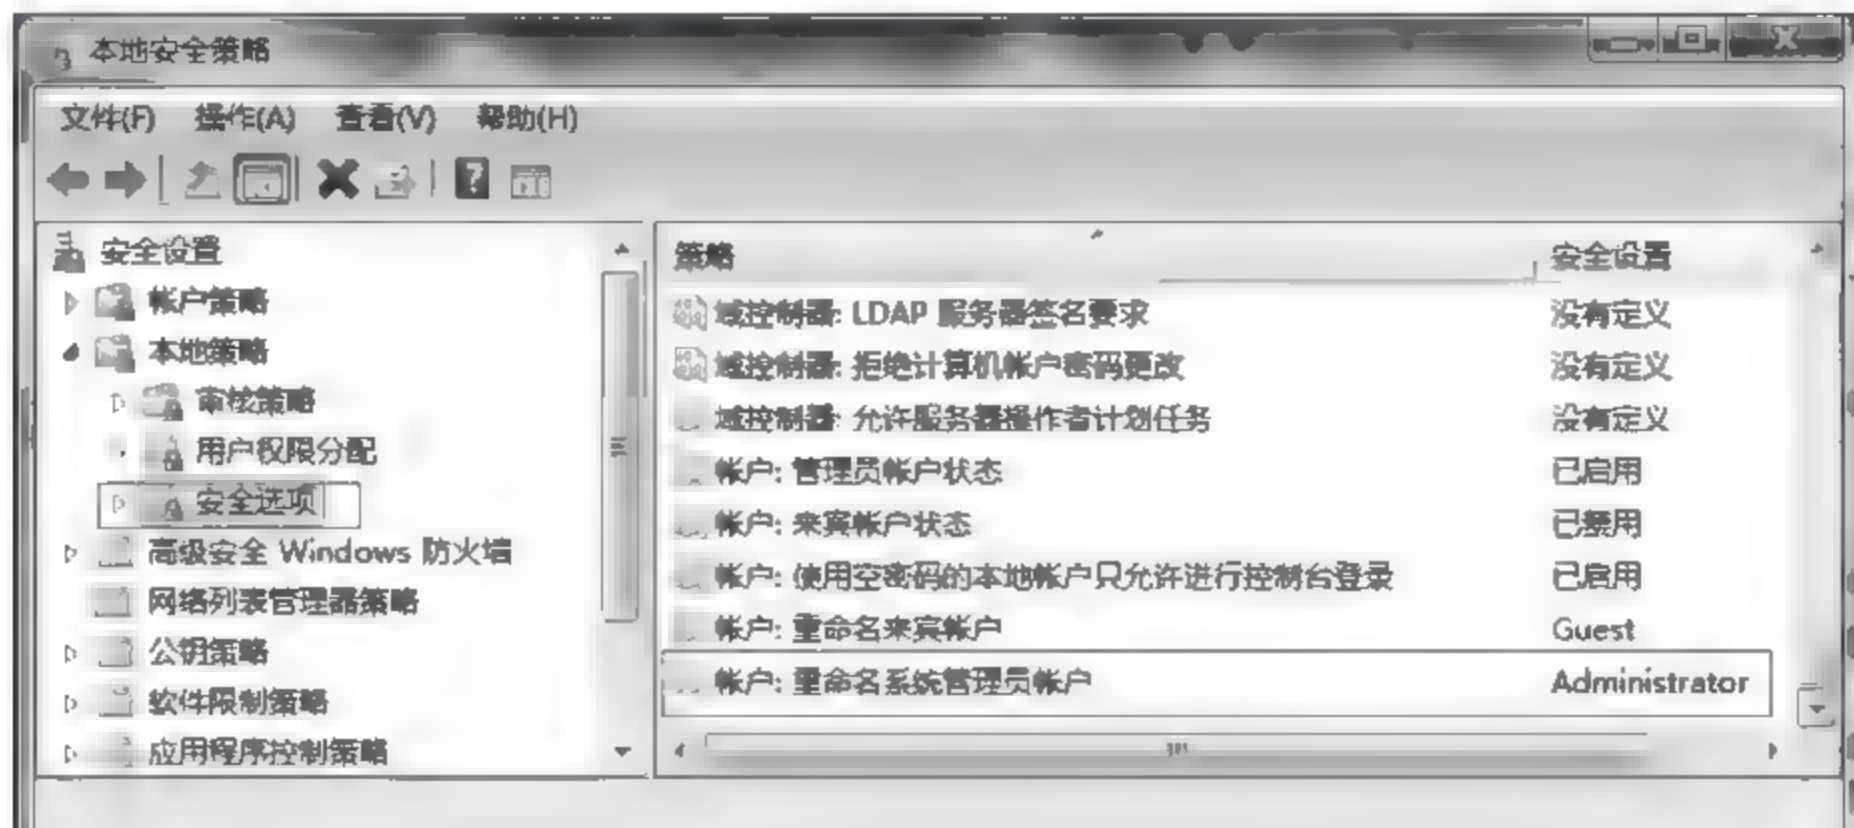 本地安全策略
文件(F) 操作(A) 查看(V) 帮助(H)
安全设置
帐户策略
本地策略
审核策略
用户权限分配
安全选项
高级安全 Windows 防火墙
网络列表管理器策略
公钥策略
软件限制策略
应用程序控制策略
策略 安全设置
域控制器: LDAP 服务器签名要求 没有定义
域控制器: 拒绝计算机帐户密码更改 没有定义
域控制器: 允许服务器操作者计划任务 没有定义
帐户: 管理员帐户状态 已启用
帐户: 来宾帐户状态 已禁用
帐户: 使用空密码的本地帐户只允许进行控制台登录 已启用
帐户: 重命名来宾帐户 Guest
帐户: 重命名系统管理员帐户 Administrator